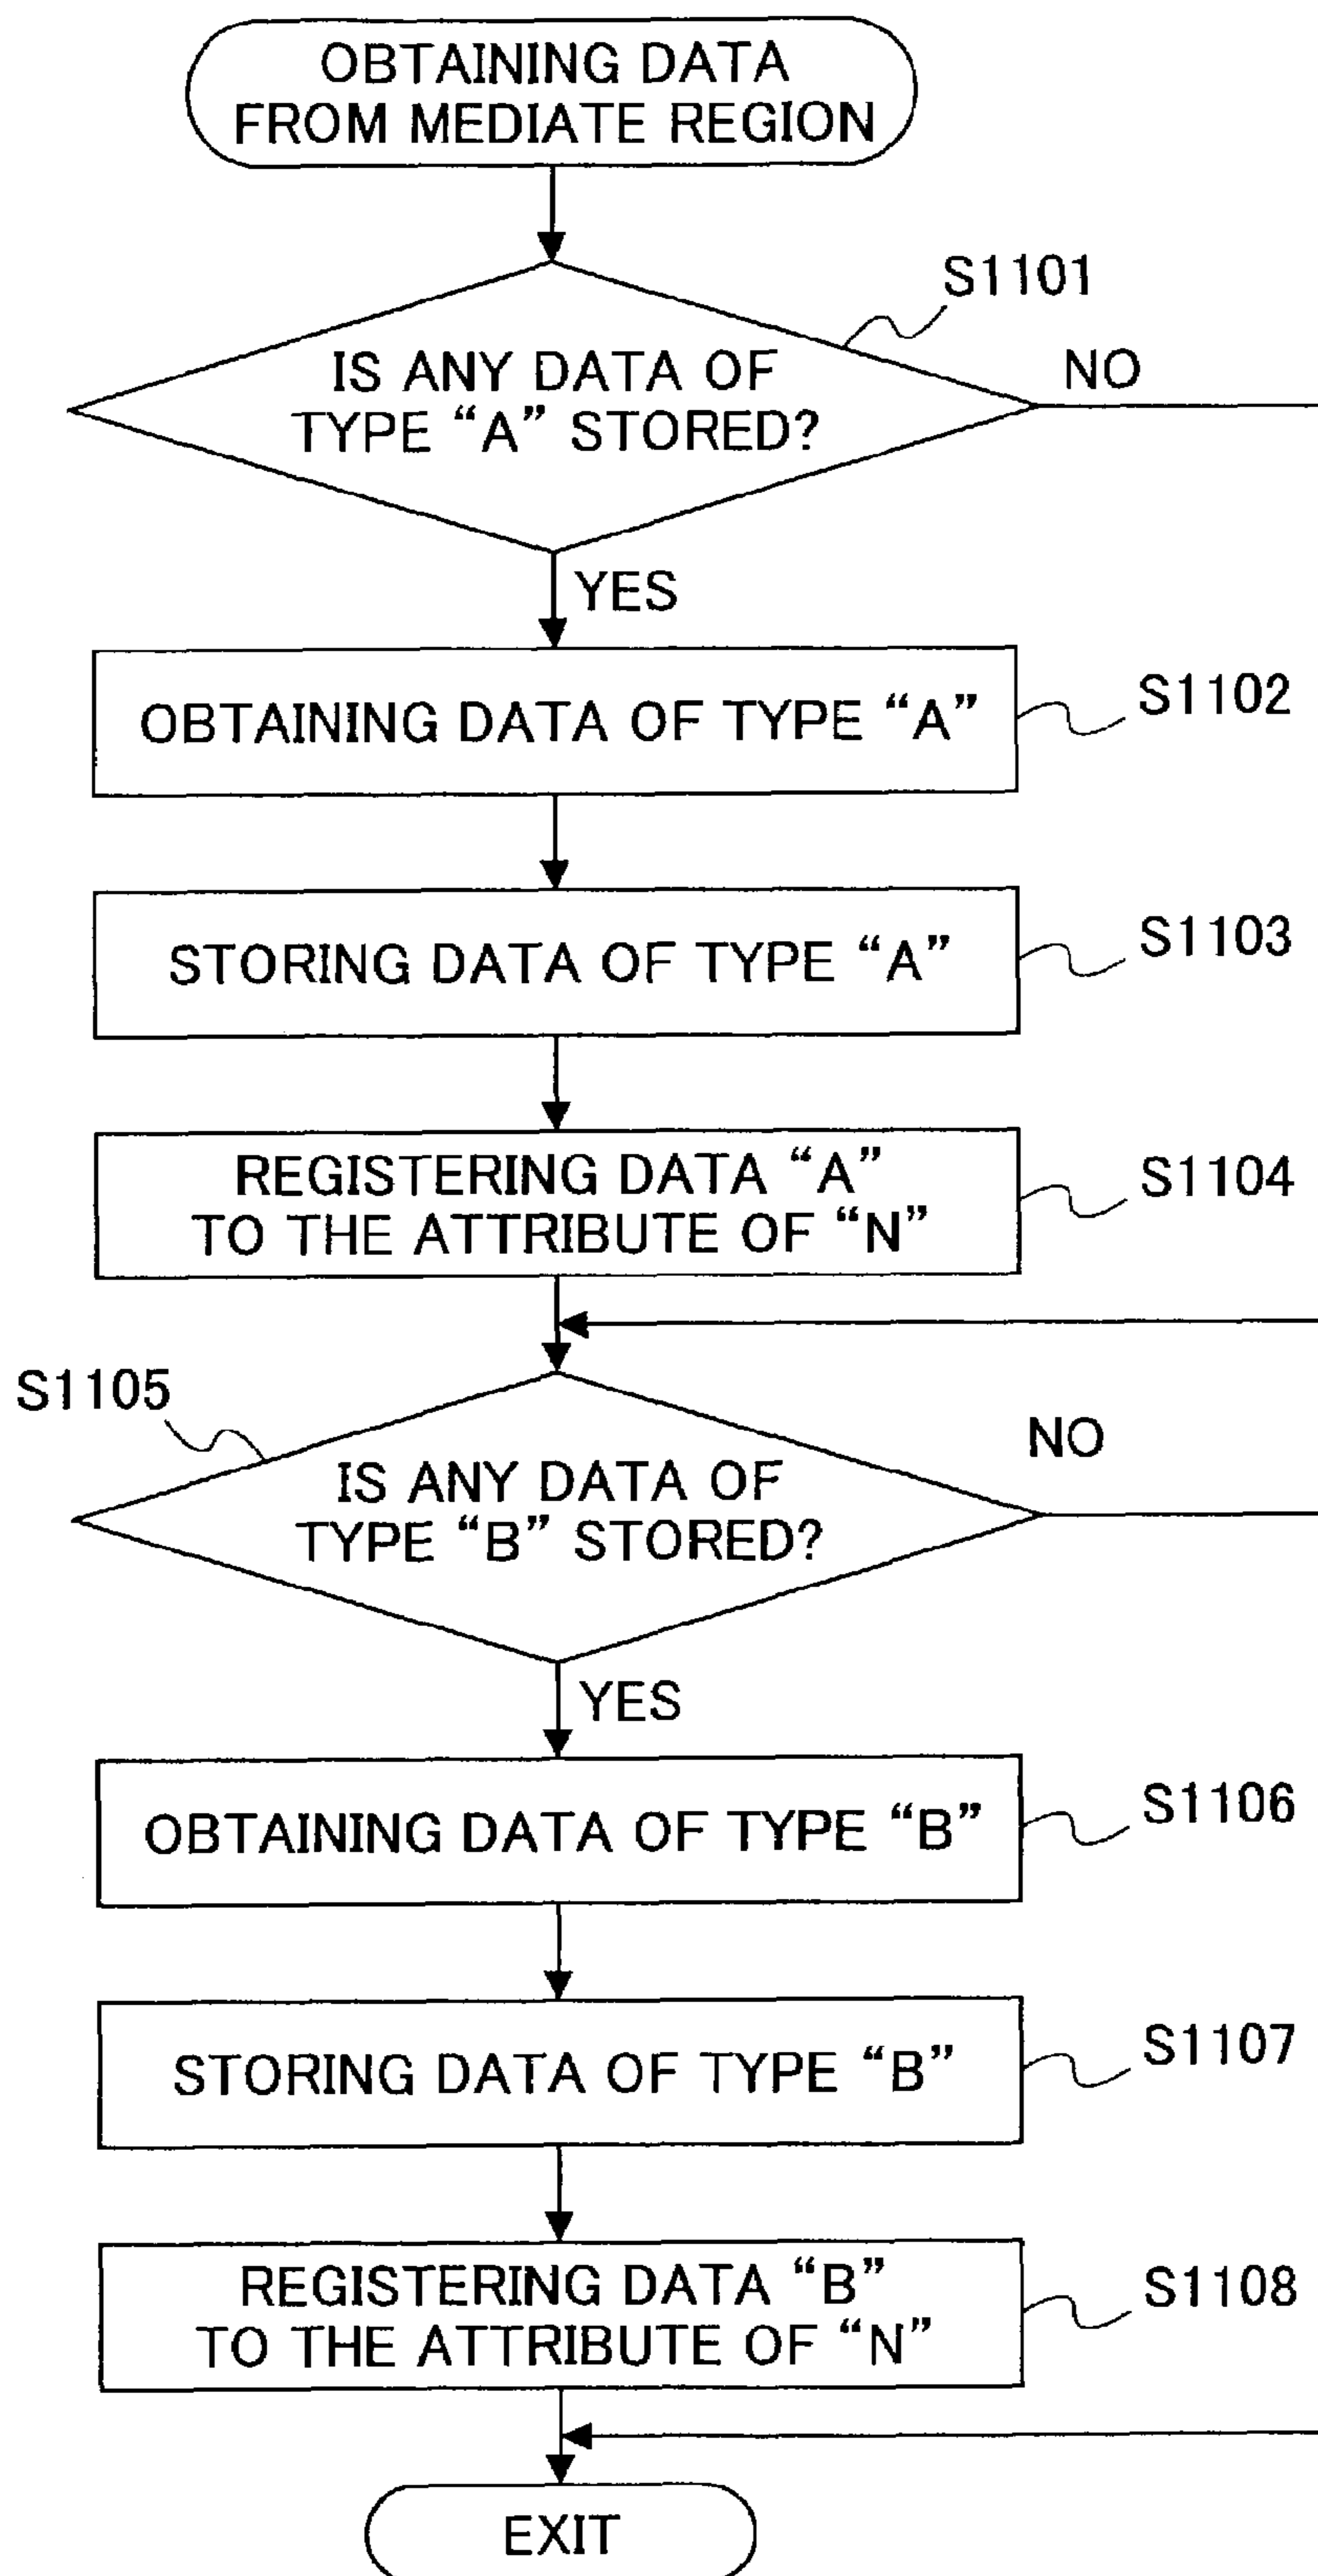 OBTAINING DATA
FROM MEDIATE REGION
S1101
IS ANY DATA OF
TYPE “A” STORED?
NO
YES
OBTAINING DATA OF TYPE “A”
S1102
STORING DATA OF TYPE “A”
S1103
REGISTERING DATA “A”
TO THE ATTRIBUTE OF “N”
S1104
S1105
IS ANY DATA OF
TYPE “B” STORED?
NO
YES
OBTAINING DATA OF TYPE “B”
S1106
STORING DATA OF TYPE “B”
S1107
REGISTERING DATA “B”
TO THE ATTRIBUTE OF “N”
S1108
EXIT